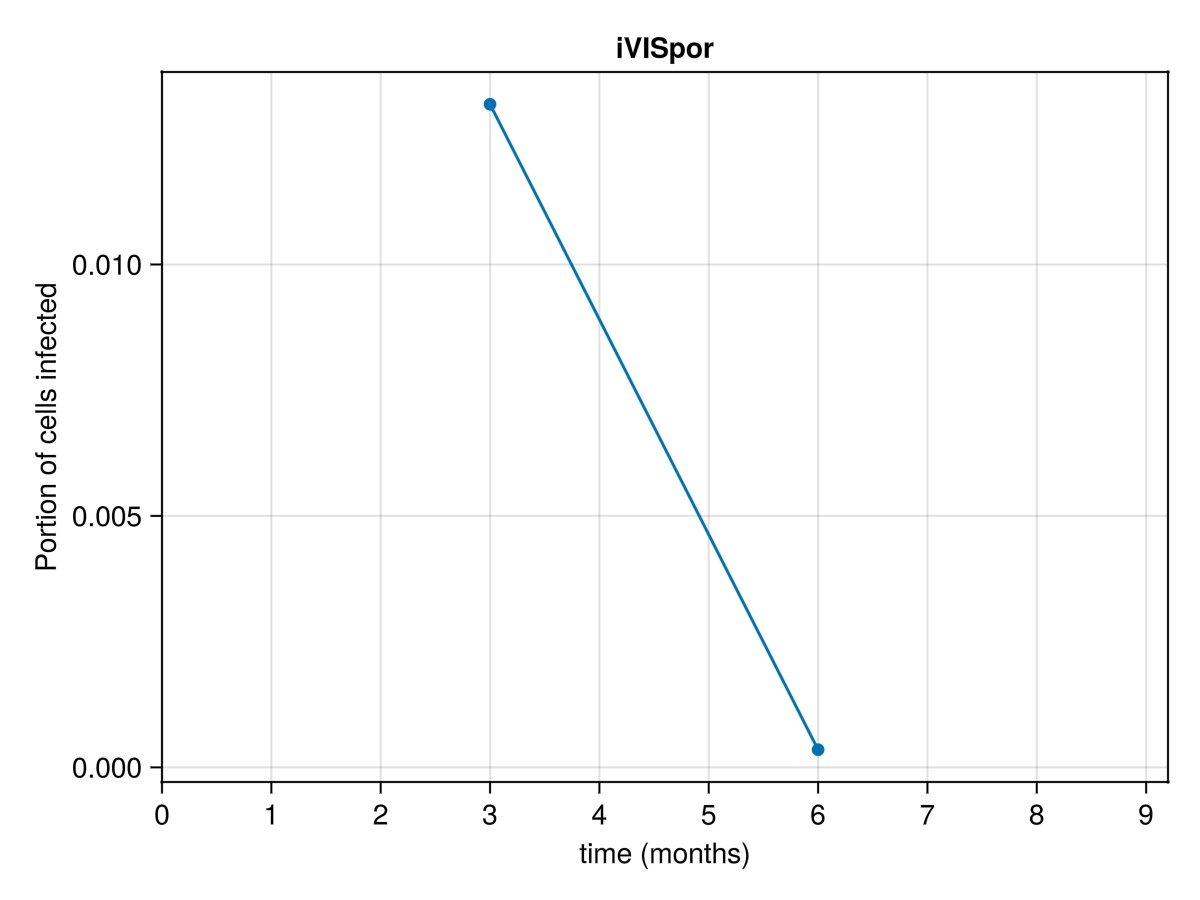 iVISpor
Portion of cells infected
0.010
0.005
0.000
0 1 2 3 4 5 6 7 8 9
time (months)